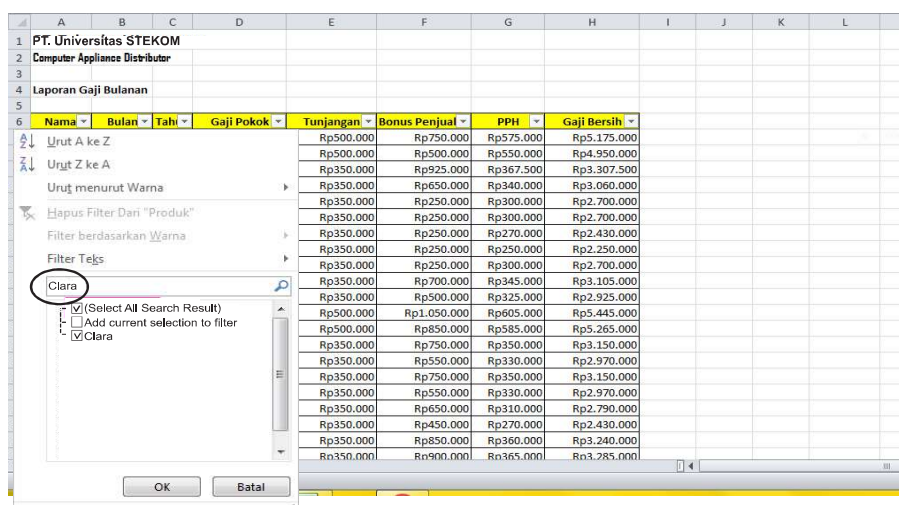 A B C D E F G H I J K L
1 PT. Universitas STEKOM
2 Computer Appliance Distributor
3
4 Laporan Gaji Bulanan
5
6 Nama Bulan Tahu Gaji Pokok Tunjangan Bonus Penjual PPH Gaji Bersih
Urut A ke Z
Urut Z ke A
Urut menurut Warna
Hapus Filter Dari "Produk"
Filter berdasarkan Warna
Filter Teks
Clara
(Select All Search Result)
Add current selection to filter
Clara
OK Batal
Rp500.000 Rp750.000 Rp575.000 Rp5.175.000
Rp500.000 Rp500.000 Rp550.000 Rp4.950.000
Rp350.000 Rp925.000 Rp367.500 Rp3.307.500
Rp350.000 Rp650.000 Rp340.000 Rp3.060.000
Rp350.000 Rp250.000 Rp300.000 Rp2.700.000
Rp350.000 Rp250.000 Rp300.000 Rp2.700.000
Rp350.000 Rp250.000 Rp270.000 Rp2.430.000
Rp350.000 Rp250.000 Rp250.000 Rp2.250.000
Rp350.000 Rp250.000 Rp300.000 Rp2.700.000
Rp350.000 Rp700.000 Rp345.000 Rp3.105.000
Rp350.000 Rp500.000 Rp325.000 Rp2.925.000
Rp500.000 Rp1.050.000 Rp605.000 Rp5.445.000
Rp500.000 Rp850.000 Rp585.000 Rp5.265.000
Rp350.000 Rp750.000 Rp350.000 Rp3.150.000
Rp350.000 Rp550.000 Rp330.000 Rp2.970.000
Rp350.000 Rp750.000 Rp350.000 Rp3.150.000
Rp350.000 Rp550.000 Rp330.000 Rp2.970.000
Rp350.000 Rp650.000 Rp310.000 Rp2.790.000
Rp350.000 Rp450.000 Rp270.000 Rp2.430.000
Rp350.000 Rp850.000 Rp360.000 Rp3.240.000
Rp350.000 Rp900.000 Rp365.000 Rp3.285.000